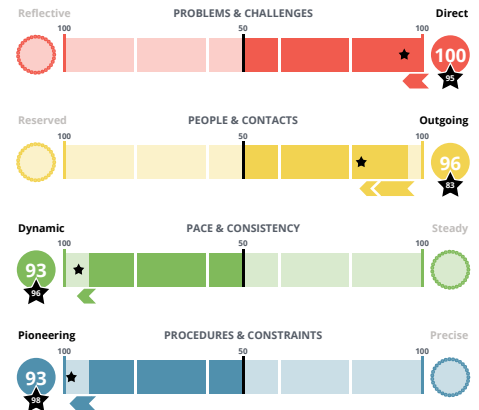 Reflective PROBLEMS & CHALLENGES Direct
100 50 100
100
95
Reserved PEOPLE & CONTACTS Outgoing
100 50 100
96
83
Dynamic PACE & CONSISTENCY Steady
100 50 100
93
96
Pioneering PROCEDURES & CONSTRAINTS Precise
100 50 100
93
98